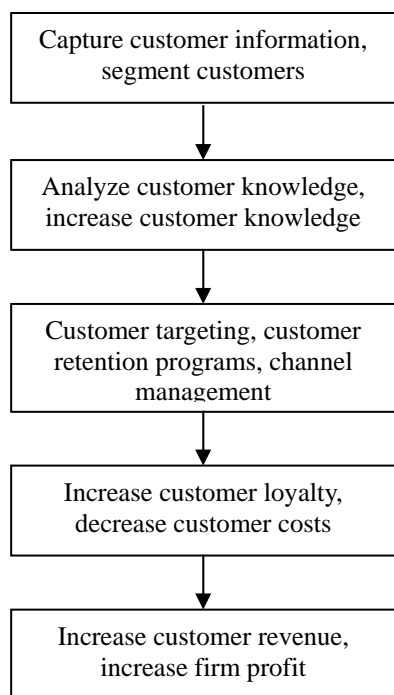 Capture customer information,
segment customers
Analyze customer knowledge,
increase customer knowledge
Customer targeting, customer
retention programs, channel
management
Increase customer loyalty,
decrease customer costs
Increase customer revenue,
increase firm profit